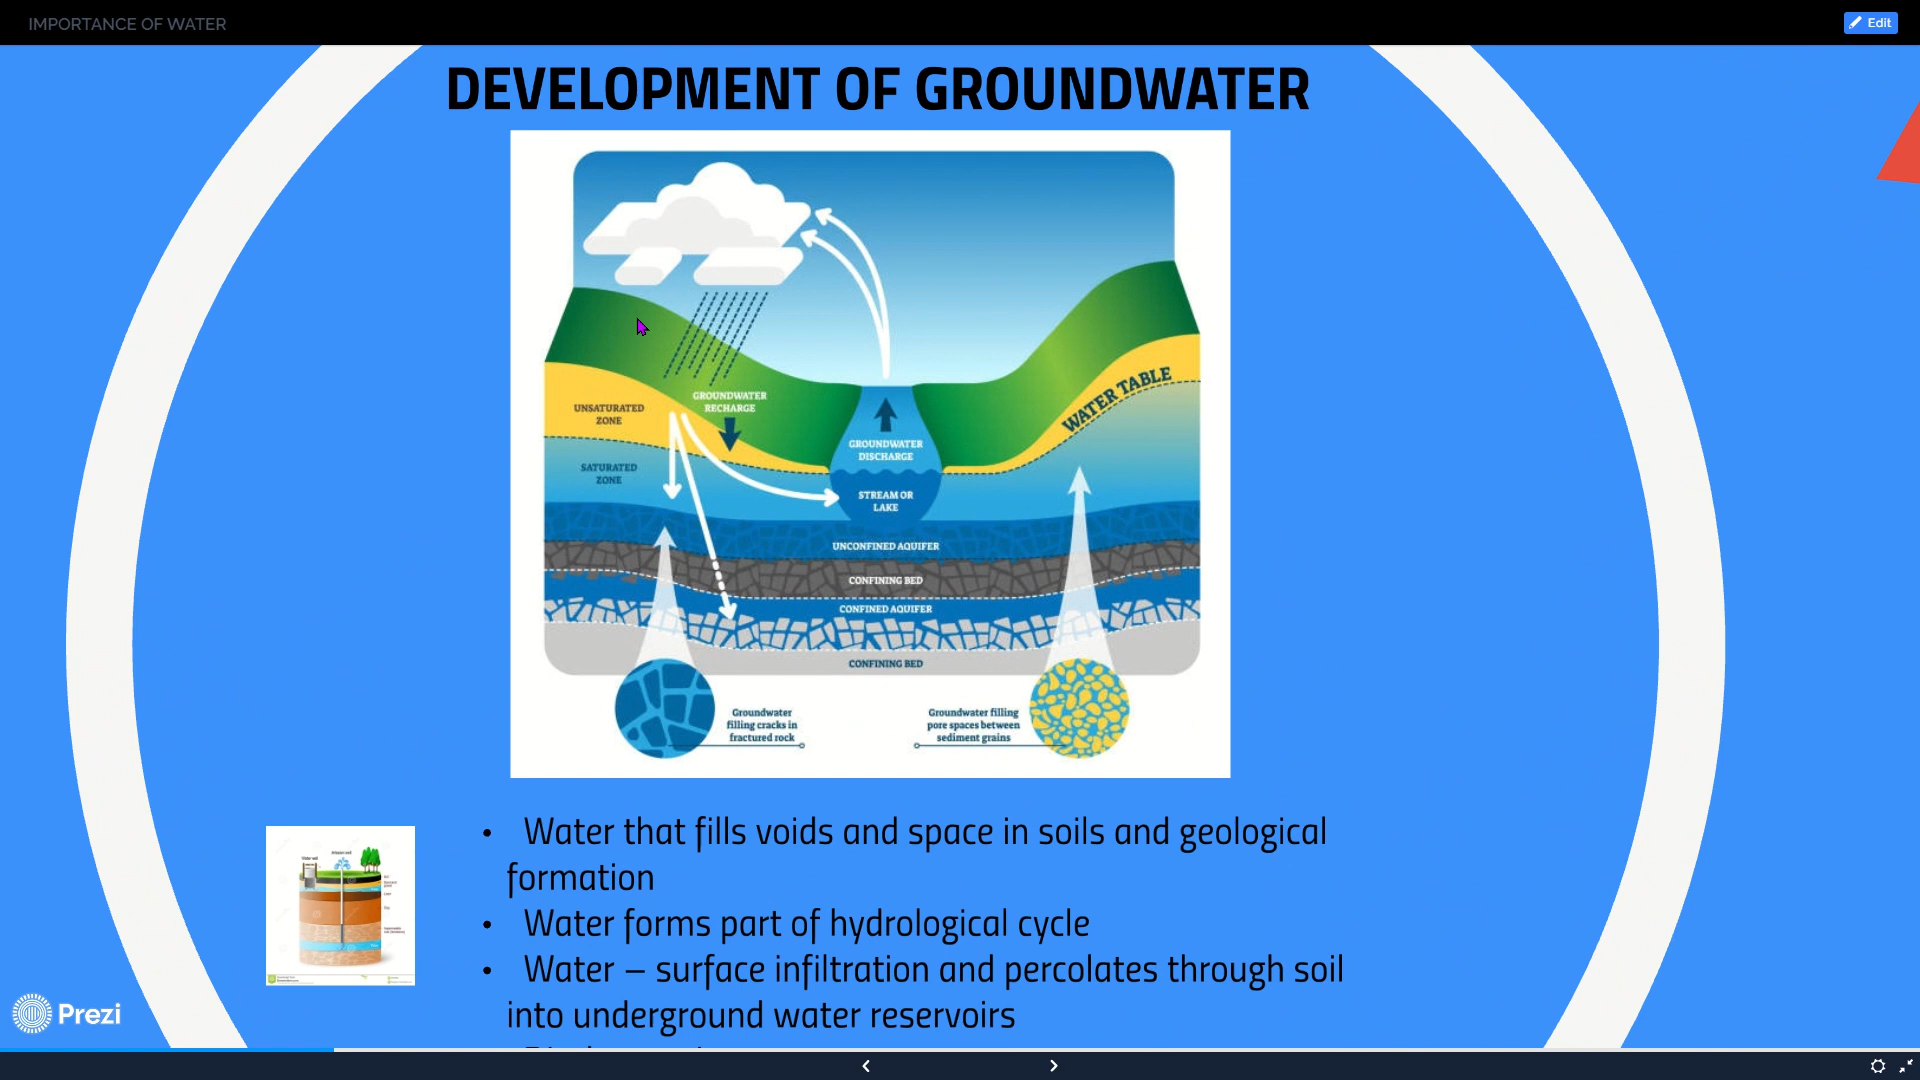 IMPORTANCE OF WATER
Edit
DEVELOPMENT OF GROUNDWATER
GROUNDWATER
RECHARGE
UNSATURATED
ZONE
WATER TABLE
GROUNDWATER
DISCHARGE
SATURATED
ZONE
STREAM OR
LAKE
UNCONFINED AQUIFER
CONFINING BED
CONFINED AQUIFER
CONFINING BED
Groundwater
filling cracks in
fractured rock
Groundwater filling
pore spaces between
sediment grains
• Water that fills voids and space in soils and geological
formation
• Water forms part of hydrological cycle
• Water – surface infiltration and percolates through soil
into underground water reservoirs
Prezi